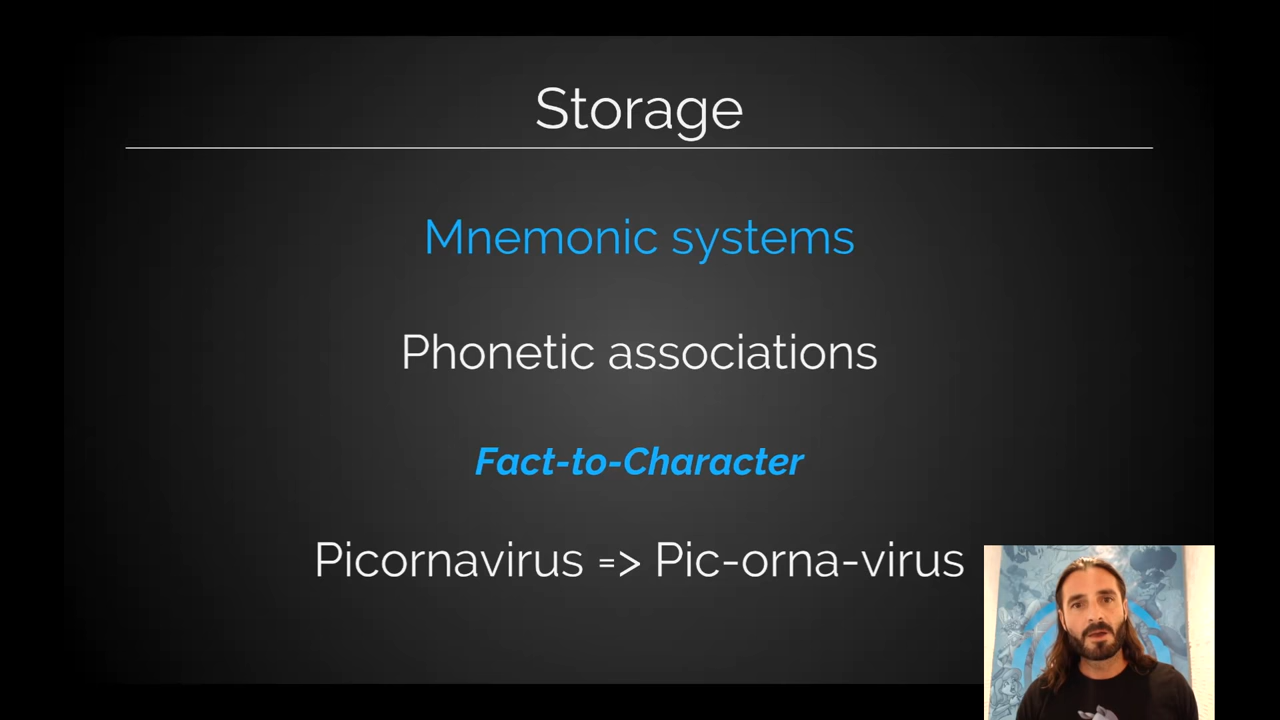 Storage
Mnemonic systems
Phonetic associations
Fact-to-Character
Picornavirus => Pic-orna-virus